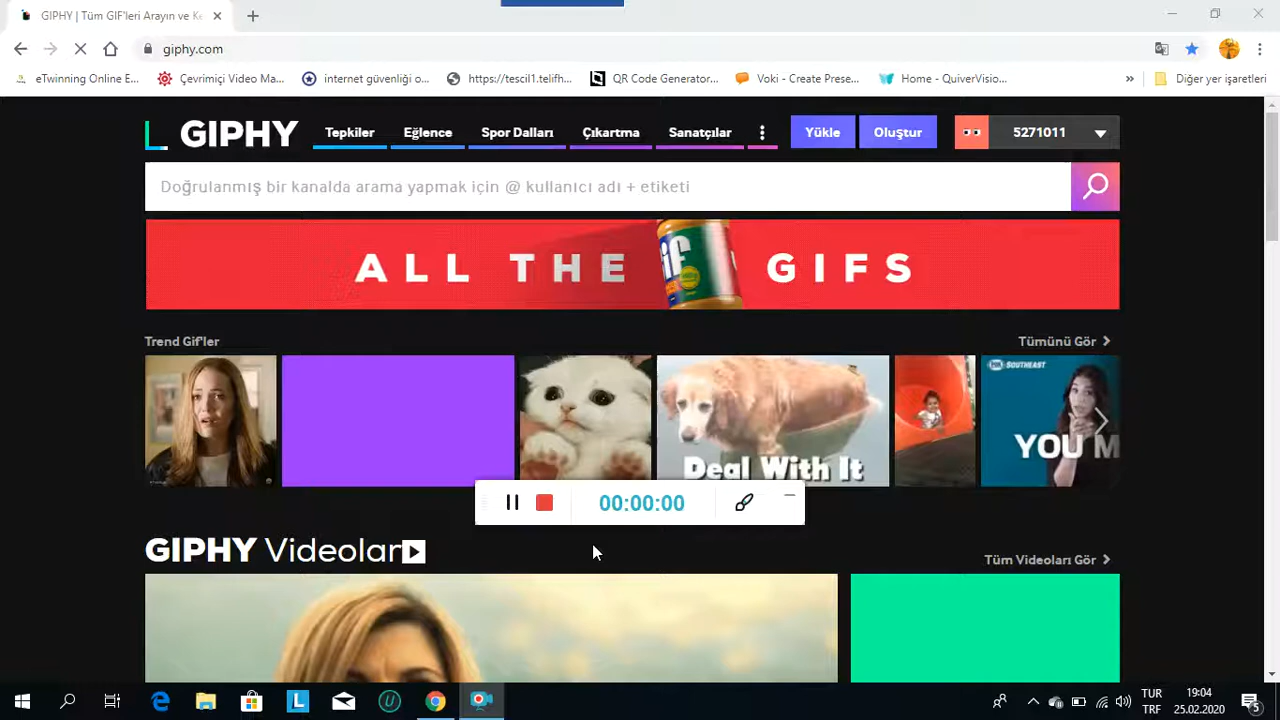 GIPHY | Tüm GIF'leri Arayın ve Ke
giphy.com
eTwinning Online E...
Çevrimiçi Video Ma...
internet güvenliği o...
https://tescil1.telifh...
QR Code Generator...
Voki - Create Prese...
Home - QuiverVisio...
»
Diğer yer işaretleri
GIPHY
Tepkiler
Eğlence
Spor Dalları
Çıkartma
Sanatçılar
Yükle
Oluştur
5271011
Doğrulanmış bir kanalda arama yapmak için @ kullanıcı adı + etiketi
ALL THE GIFS
Trend Gif'ler
Tümünü Gör
SOUTHEAST
YOU M
Deal With It
00:00:00
GIPHY Videolar
Tüm Videoları Gör
TUR
TRF
19:04
25.02.2020
5